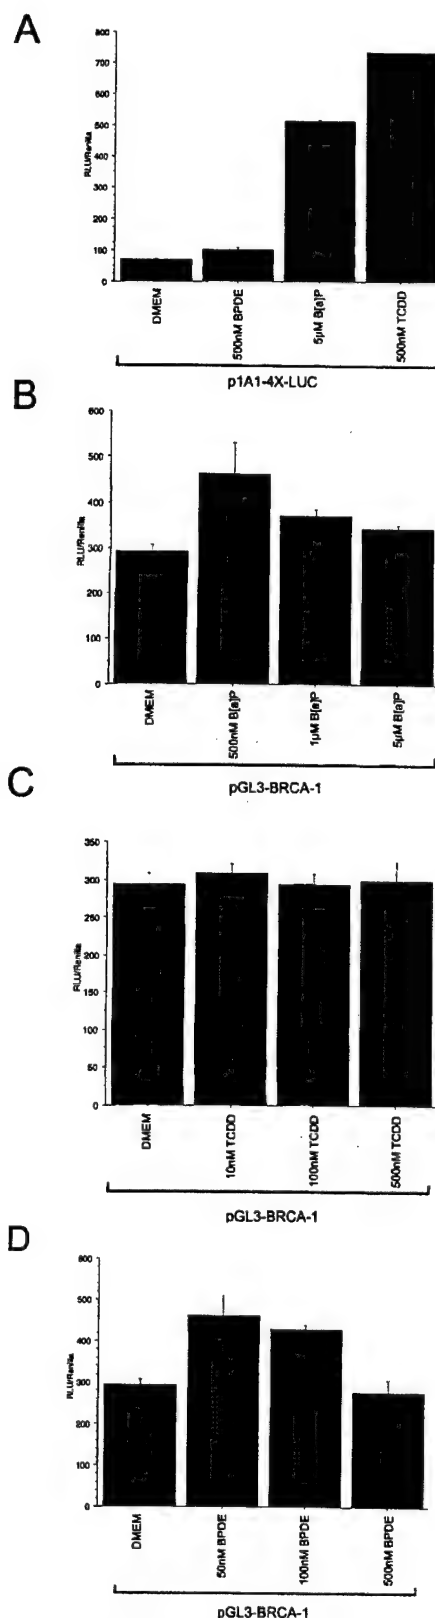 A
800
700
600
500
400
300
200
100
0
RLU/Renilla
DMEM
500nM BPDE
5µM B[a]P
500nM TCDD
p1A1-4X-LUC
B
600
500
400
300
200
100
0
RLU/Renilla
DMEM
500nM B[a]P
1µM B[a]P
5µM B[a]P
pGL3-BRCA-1
C
350
300
250
200
150
100
50
0
RLU/Renilla
DMEM
10nM TCDD
100nM TCDD
500nM TCDD
pGL3-BRCA-1
D
600
500
400
300
200
100
0
RLU/Renilla
DMEM
50nM BPDE
100nM BPDE
500nM BPDE
pGL3-BRCA-1